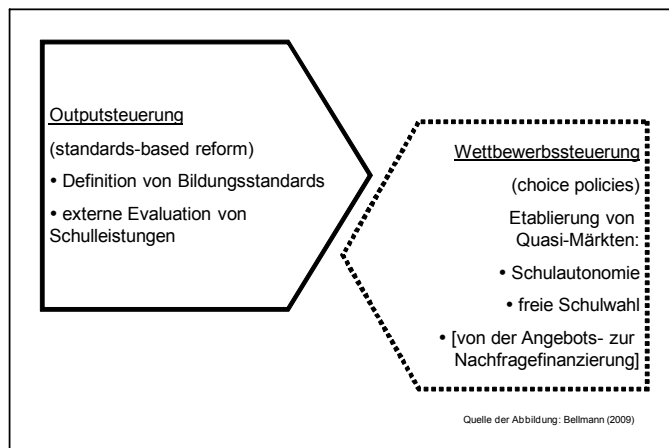 Outputsteuerung
(standards-based reform)
• Definition von Bildungsstandards
• externe Evaluation von
Schulleistungen
Wettbewerbssteuerung
(choice policies)
Etablierung von
Quasi-Märkten:
• Schulautonomie
• freie Schulwahl
• [von der Angebots- zur
Nachfragefinanzierung]
Quelle der Abbildung: Bellmann (2009)